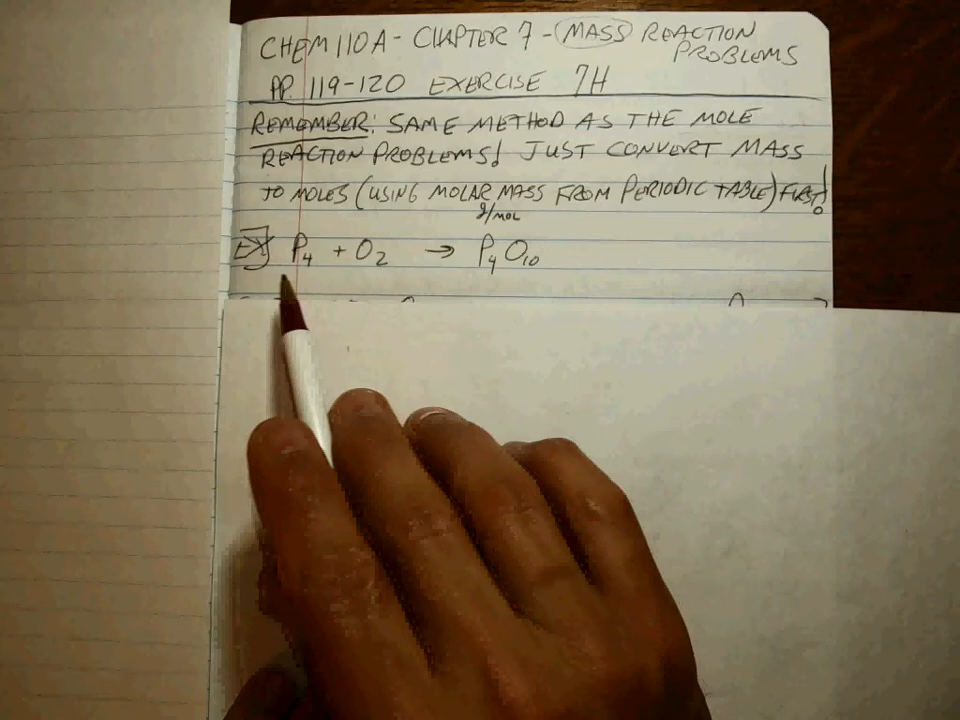 CHEM 110A - CHAPTER 7 - MASS REACTION
PROBLEMS
PP 119-120 EXERCISE 7H
REMEMBER: SAME METHOD AS THE MOLE
REACTION PROBLEMS! JUST CONVERT MASS
TO MOLES (USING MOLAR MASS FROM PERIODIC TABLE) FIRST!
g/mol
EX P₄ + O₂ → P₄O₁₀